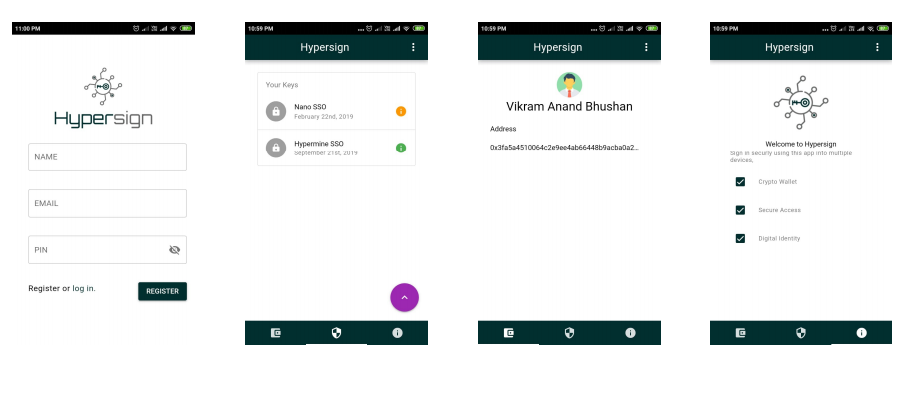 11:00 PM
Hypersign
NAME
EMAIL
PIN
Register or log in.
REGISTER
10:59 PM
Hypersign
Your Keys
Nano SSO
February 22nd, 2019
Hypermine SSO
September 21st, 2019
10:59 PM
Hypersign
Vikram Anand Bhushan
Address
0x3fa5a4510064c2e9ee4ab66448b9acba0a2...
10:59 PM
Hypersign
Welcome to Hypersign
Sign in securly using this app into multiple
devices,
Crypto Wallet
Secure Access
Digital Identity